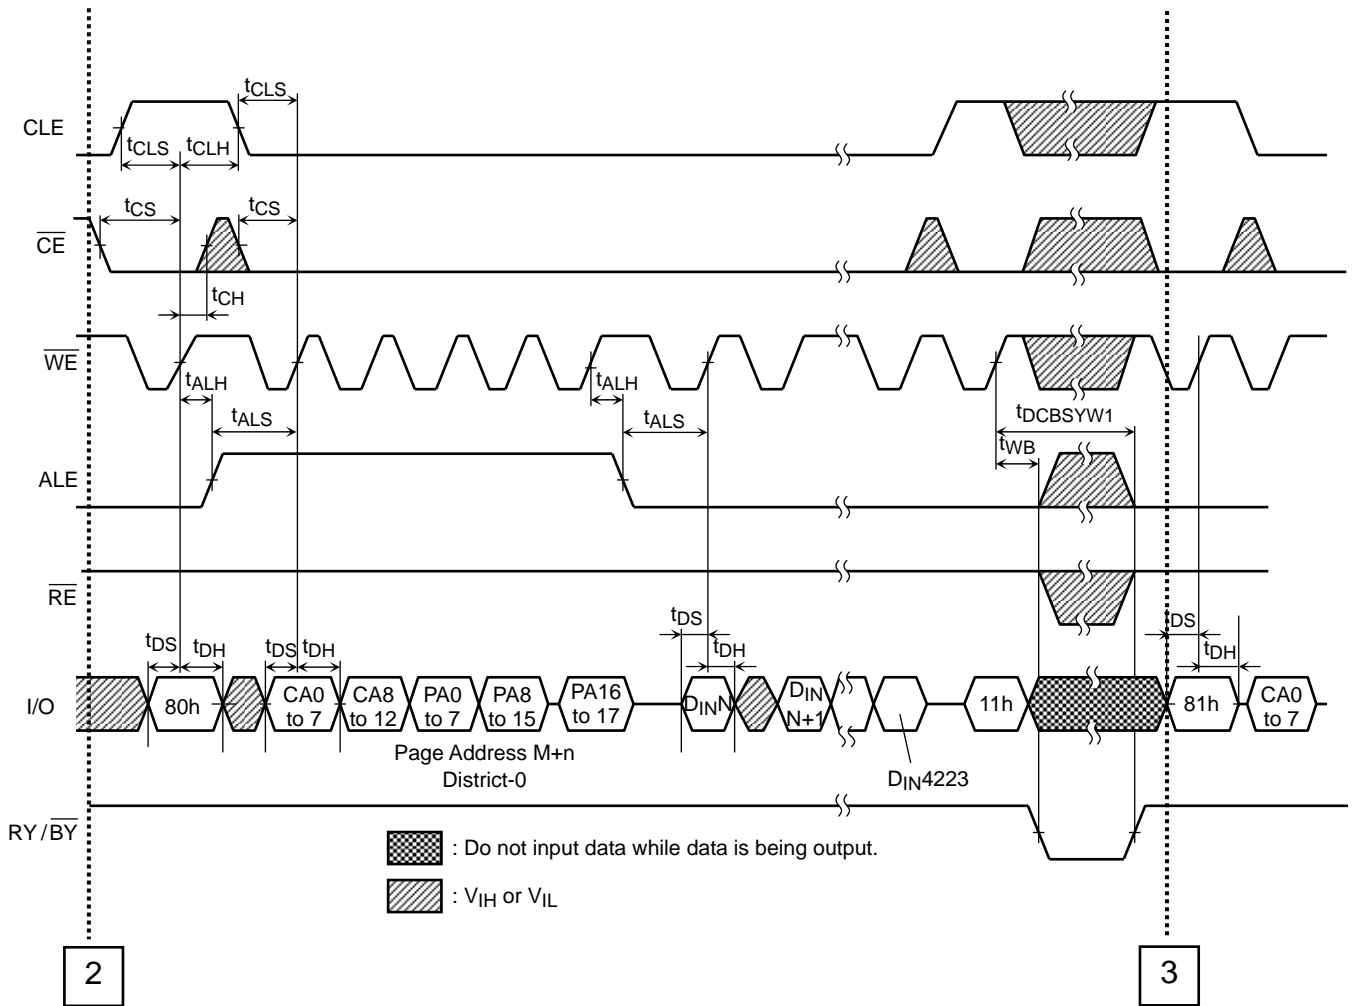 tCLS
CLE
tCLS tCLH
tCS tCS
CE
tCH
WE
tALH tALH
tALS tALS
tDCBSYW1
tWB
ALE
RE
tDS tDH tDS tDH tDS tDH DS tDH
I/O
80h
CA0 to 7
CA8 to 12
PA0 to 7
PA8 to 15
PA16 to 17
DINN
DIN N+1
11h
81h
CA0 to 7
Page Address M+n
District-0
DIN4223
RY/BY
: Do not input data while data is being output.
: VIH or VIL
2
3